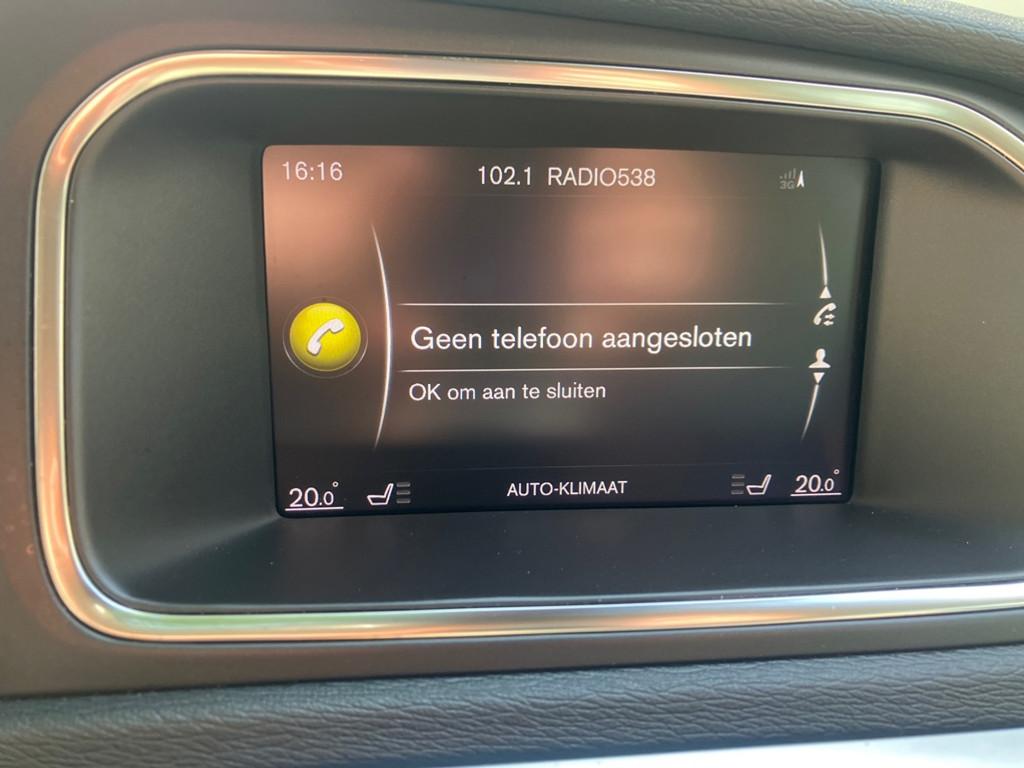 16:16 102.1 RADIO538 3G
Geen telefoon aangesloten
OK om aan te sluiten
20.0° AUTO-KLIMAAT 20.0°